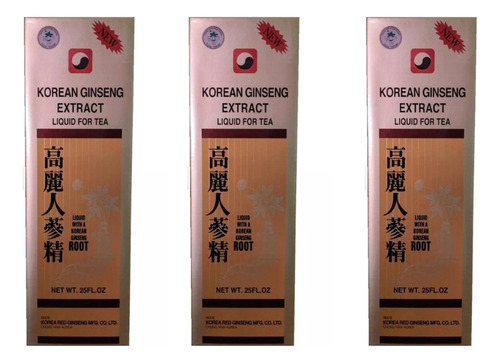 NEW
KOREAN GINSENG
EXTRACT
LIQUID FOR TEA
高麗人蔘精
LIQUID
WITH A
KOREAN
GINSENG
ROOT
NET WT. 25FL.OZ
KOREA RED GINSENG MFG. CO. LTD.
NEW
KOREAN GINSENG
EXTRACT
LIQUID FOR TEA
高麗人蔘精
LIQUID
WITH A
KOREAN
GINSENG
ROOT
NET WT. 25FL.OZ
KOREA RED GINSENG MFG. CO. LTD.
NEW
KOREAN GINSENG
EXTRACT
LIQUID FOR TEA
高麗人蔘精
LIQUID
WITH A
KOREAN
GINSENG
ROOT
NET WT. 25FL.OZ
KOREA RED GINSENG MFG. CO. LTD.